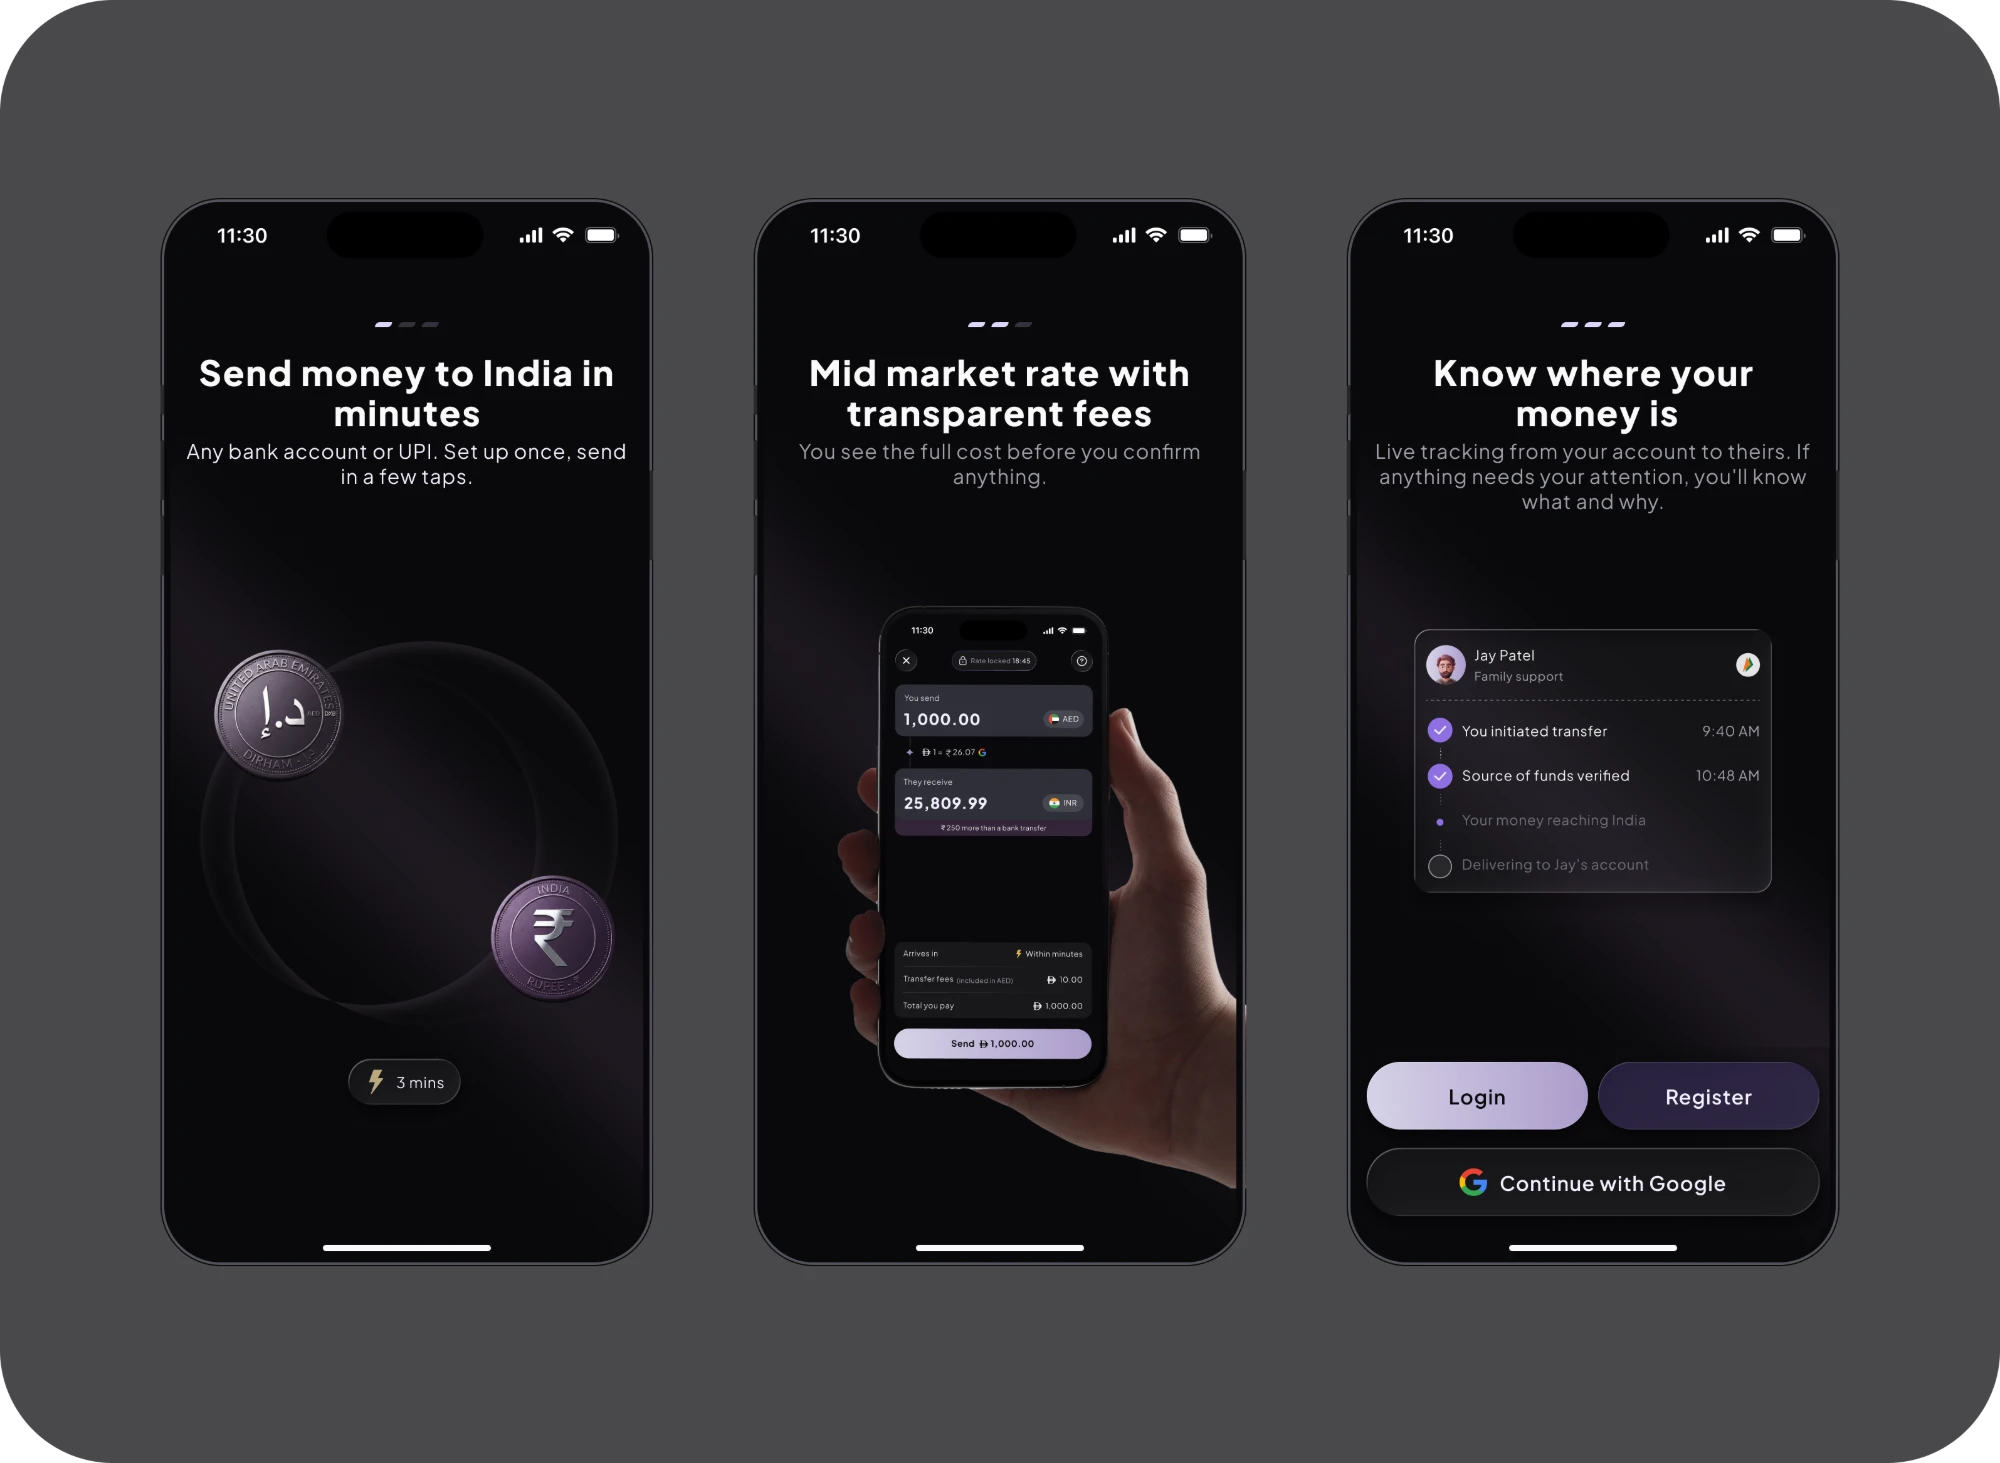 11:30
Send money to India in
minutes
Any bank account or UPI. Set up once, send
in a few taps.
UNITED ARAB EMIRATES
د.إ
DIRHAM
INDIA
₹
RUPEE - ₹
3 mins
11:30
Mid market rate with
transparent fees
You see the full cost before you confirm
anything.
11:30
Rate locked 18:45
You send
1,000.00 AED
1 = ₹ 26.07
They receive
25,809.99 INR
₹ 250 more than a bank transfer
Arrives in Within minutes
Transfer fees (included in AED) 10.00
Total you pay 1,000.00
Send 1,000.00
11:30
Know where your
money is
Live tracking from your account to theirs. If
anything needs your attention, you'll know
what and why.
Jay Patel
Family support
You initiated transfer 9:40 AM
Source of funds verified 10:48 AM
Your money reaching India
Delivering to Jay's account
Login Register
Continue with Google